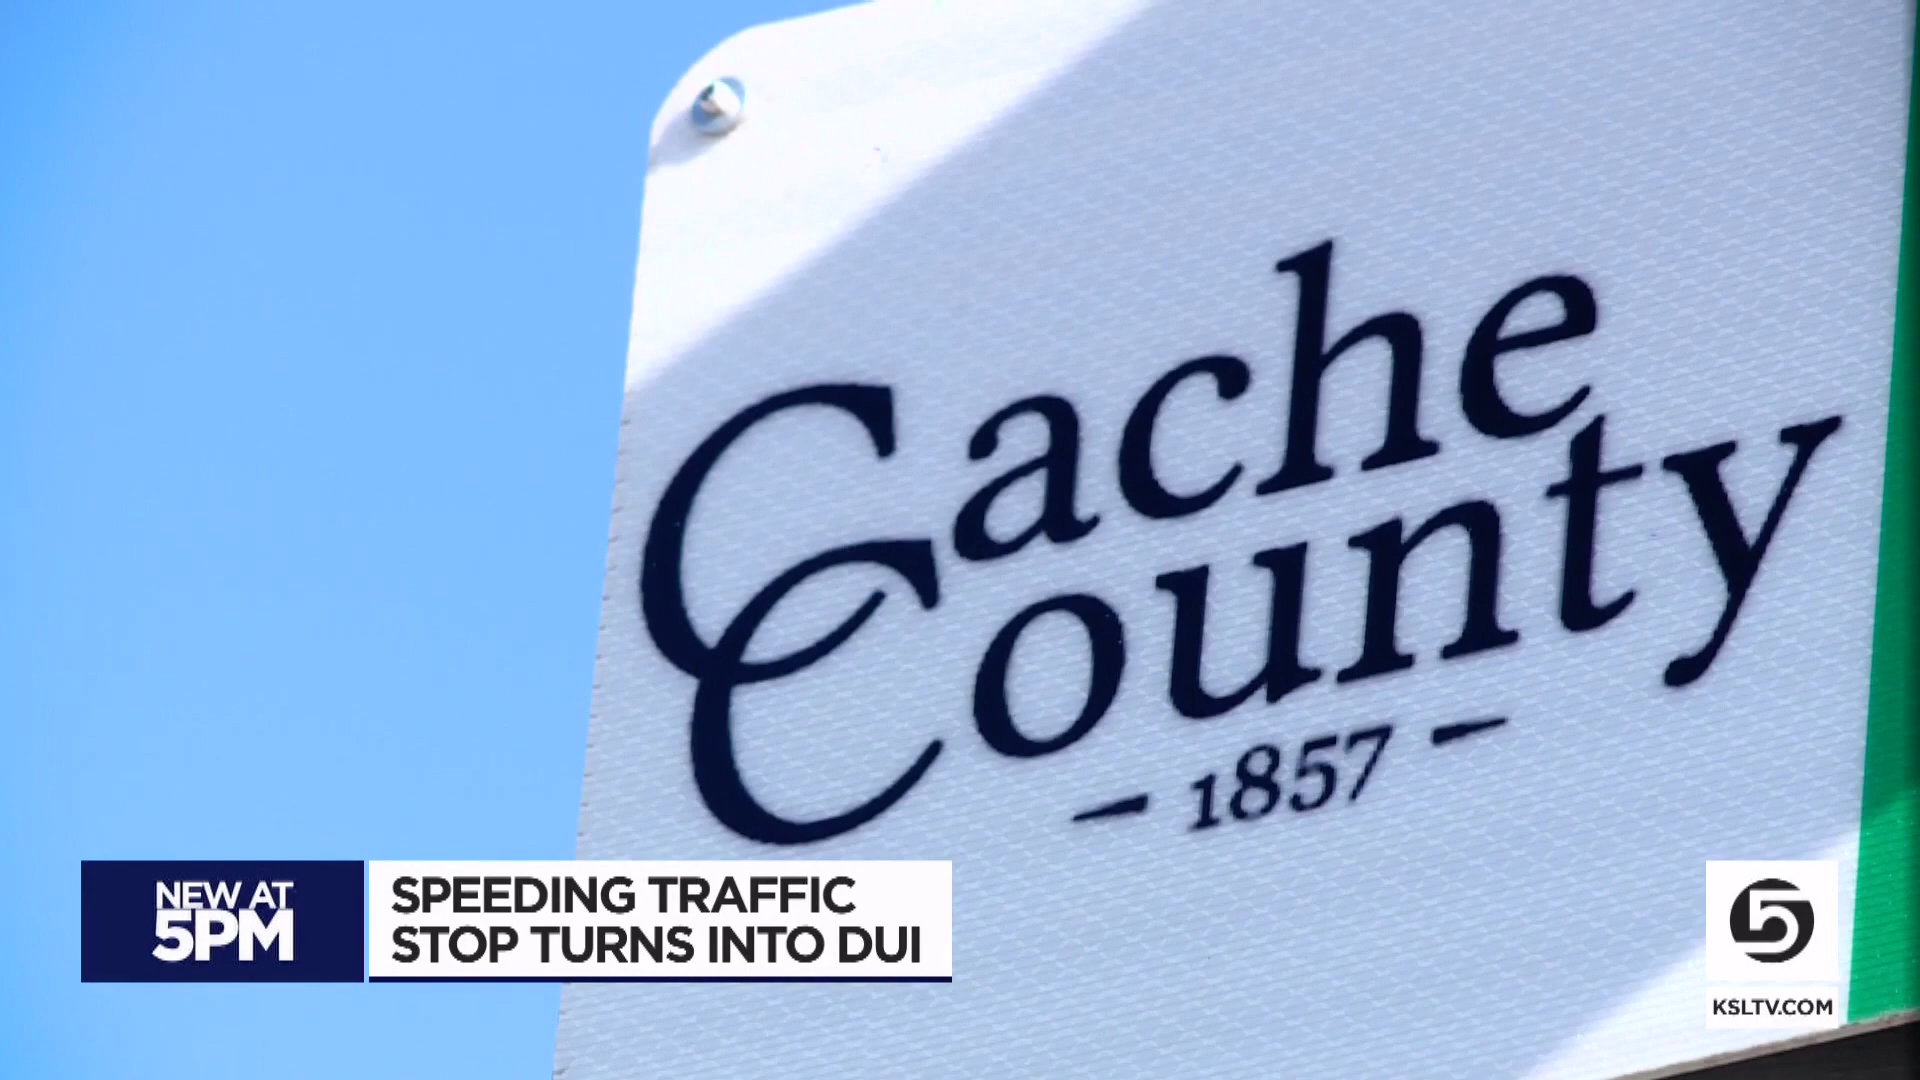 Cache
County
– 1857 –
NEW AT
5PM
SPEEDING TRAFFIC
STOP TURNS INTO DUI
5
KSLTV.COM